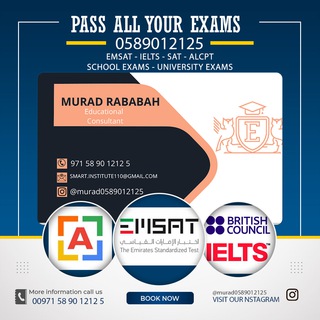 PASS ALL YOUR EXAMS
0589012125
EMSAT - IELTS - SAT - ALCPT
SCHOOL EXAMS - UNIVERSITY EXAMS
MURAD RABABAH
Educational
Consultant
E
971 58 90 1212 5
SMART.INSTITUTE110@GMAIL.COM
@murad0589012125
A
EMSAT
اختبار الإمارات القياسي
The Emirates Standardized Test
BRITISH
COUNCIL
IELTS
More information call us
00971 58 90 1212 5
BOOK NOW
@murad0589012125
VISIT OUR NSTAGRAM